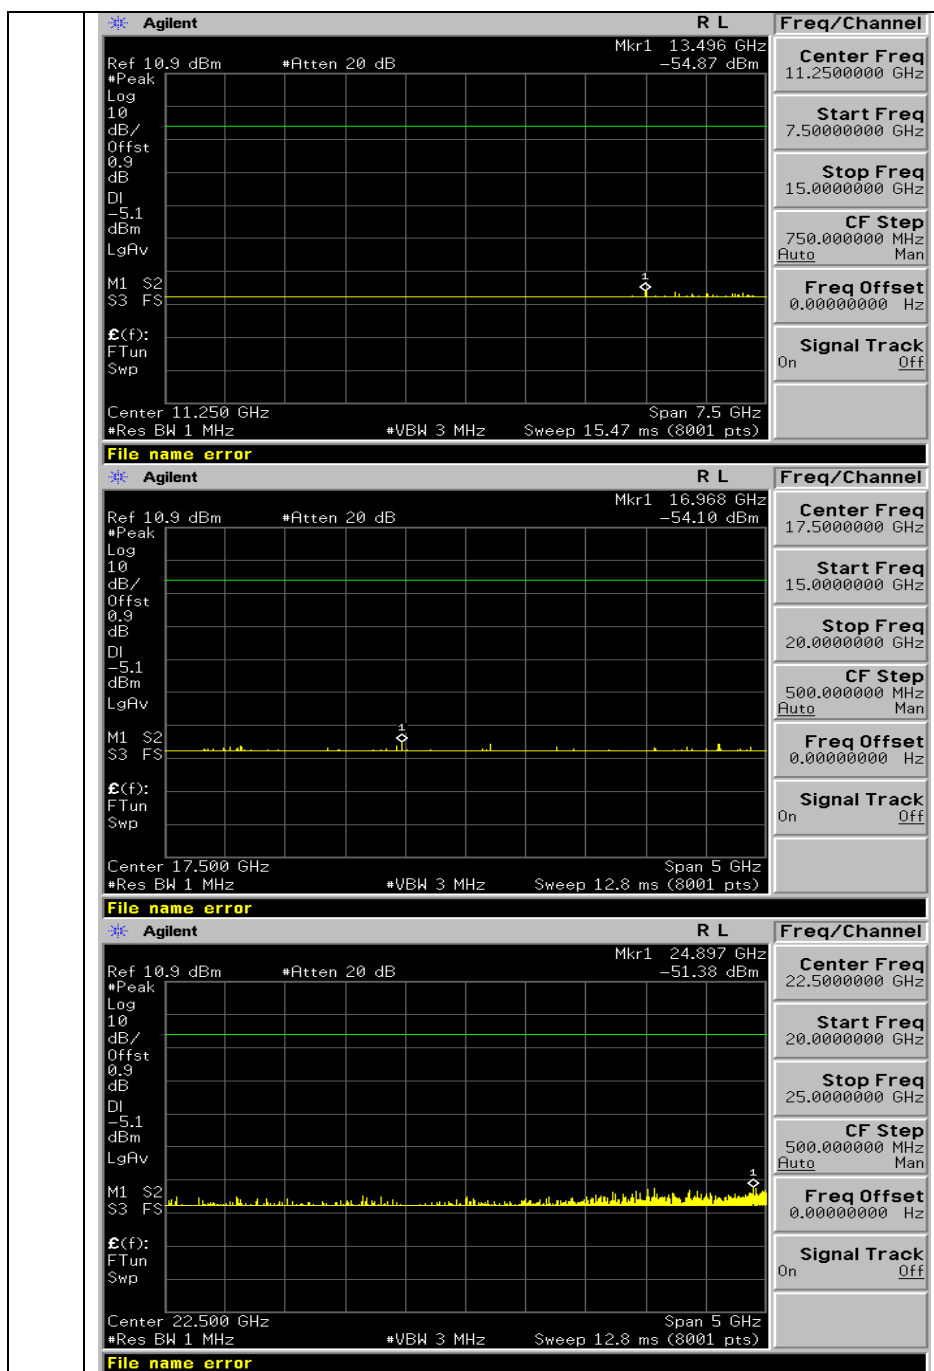 Agilent R L Freq/Channel
Mkr1 13.496 GHz
Ref 10.9 dBm #Atten 20 dB -54.87 dBm
#Peak
Log
10
dB/
Offst
0.9
dB
DI
-5.1
dBm
LgAv
M1 S2
S3 FS
£(f):
FTun
Swp
1
Center 11.250 GHz Span 7.5 GHz
#Res BW 1 MHz #VBW 3 MHz Sweep 15.47 ms (8001 pts)
File name error
Center Freq
11.2500000 GHz
Start Freq
7.50000000 GHz
Stop Freq
15.0000000 GHz
CF Step
750.000000 MHz
Auto Man
Freq Offset
0.00000000 Hz
Signal Track
On Off
Agilent R L Freq/Channel
Mkr1 16.968 GHz
Ref 10.9 dBm #Atten 20 dB -54.10 dBm
#Peak
Log
10
dB/
Offst
0.9
dB
DI
-5.1
dBm
LgAv
M1 S2
S3 FS
£(f):
FTun
Swp
1
Center 17.500 GHz Span 5 GHz
#Res BW 1 MHz #VBW 3 MHz Sweep 12.8 ms (8001 pts)
File name error
Center Freq
17.5000000 GHz
Start Freq
15.0000000 GHz
Stop Freq
20.0000000 GHz
CF Step
500.000000 MHz
Auto Man
Freq Offset
0.00000000 Hz
Signal Track
On Off
Agilent R L Freq/Channel
Mkr1 24.897 GHz
Ref 10.9 dBm #Atten 20 dB -51.38 dBm
#Peak
Log
10
dB/
Offst
0.9
dB
DI
-5.1
dBm
LgAv
M1 S2
S3 FS
£(f):
FTun
Swp
1
Center 22.500 GHz Span 5 GHz
#Res BW 1 MHz #VBW 3 MHz Sweep 12.8 ms (8001 pts)
File name error
Center Freq
22.5000000 GHz
Start Freq
20.0000000 GHz
Stop Freq
25.0000000 GHz
CF Step
500.000000 MHz
Auto Man
Freq Offset
0.00000000 Hz
Signal Track
On Off